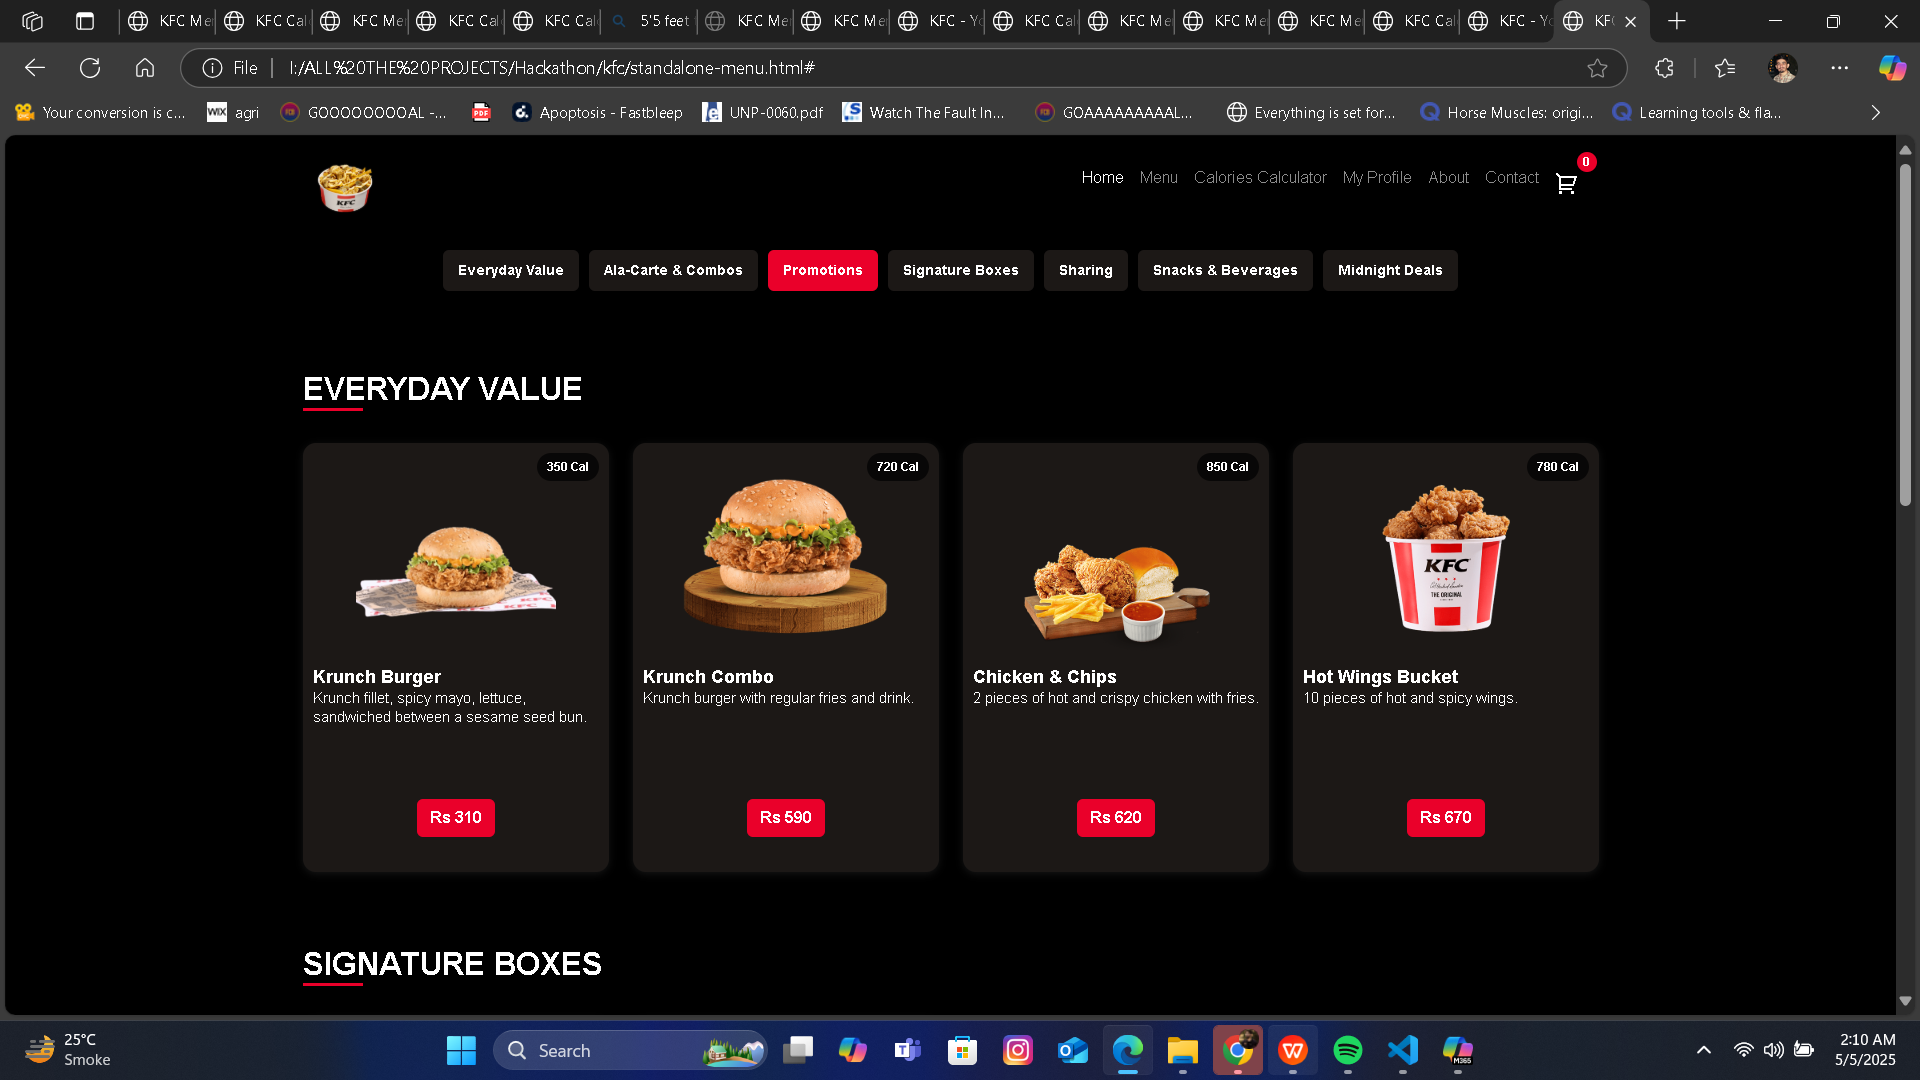 KFC Me KFC Cal KFC Me KFC Cal KFC Cal 5'5 feet KFC Me KFC Me KFC - Yo KFC Cal KFC Me KFC Me KFC Me KFC Cal KFC - Yo KF
File I:/ALL%20THE%20PROJECTS/Hackathon/kfc/standalone-menu.html#
Your conversion is c... WIX agri GOOOOOOOOAL -... PDF Apoptosis - Fastbleep UNP-0060.pdf Watch The Fault In... GOAAAAAAAAAL... Everything is set for... Horse Muscles: origi... Learning tools & fla...
KFC
Home Menu Calories Calculator My Profile About Contact 0
Everyday Value Ala-Carte & Combos Promotions Signature Boxes Sharing Snacks & Beverages Midnight Deals
EVERYDAY VALUE
350 Cal 720 Cal 850 Cal 780 Cal
KFC
THE ORIGINAL
Krunch Burger
Krunch fillet, spicy mayo, lettuce,
sandwiched between a sesame seed bun.
Rs 310
Krunch Combo
Krunch burger with regular fries and drink.
Rs 590
Chicken & Chips
2 pieces of hot and crispy chicken with fries.
Rs 620
Hot Wings Bucket
10 pieces of hot and spicy wings.
Rs 670
SIGNATURE BOXES
25°C
Smoke
Search
M365
2:10 AM
5/5/2025